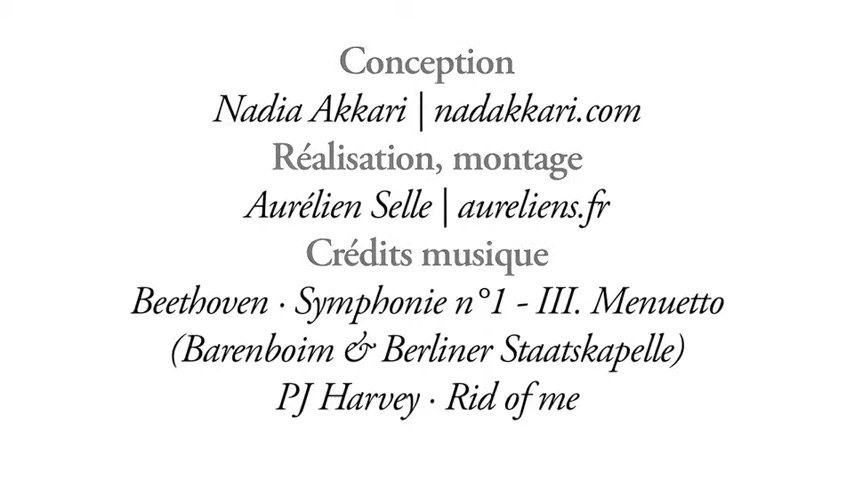 Conception
Nadia Akkari | nadakkari.com
Réalisation, montage
Aurélien Selle | aureliens.fr
Crédits musique
Beethoven · Symphonie n°1 - III. Menuetto
(Barenboim & Berliner Staatskapelle)
PJ Harvey · Rid of me